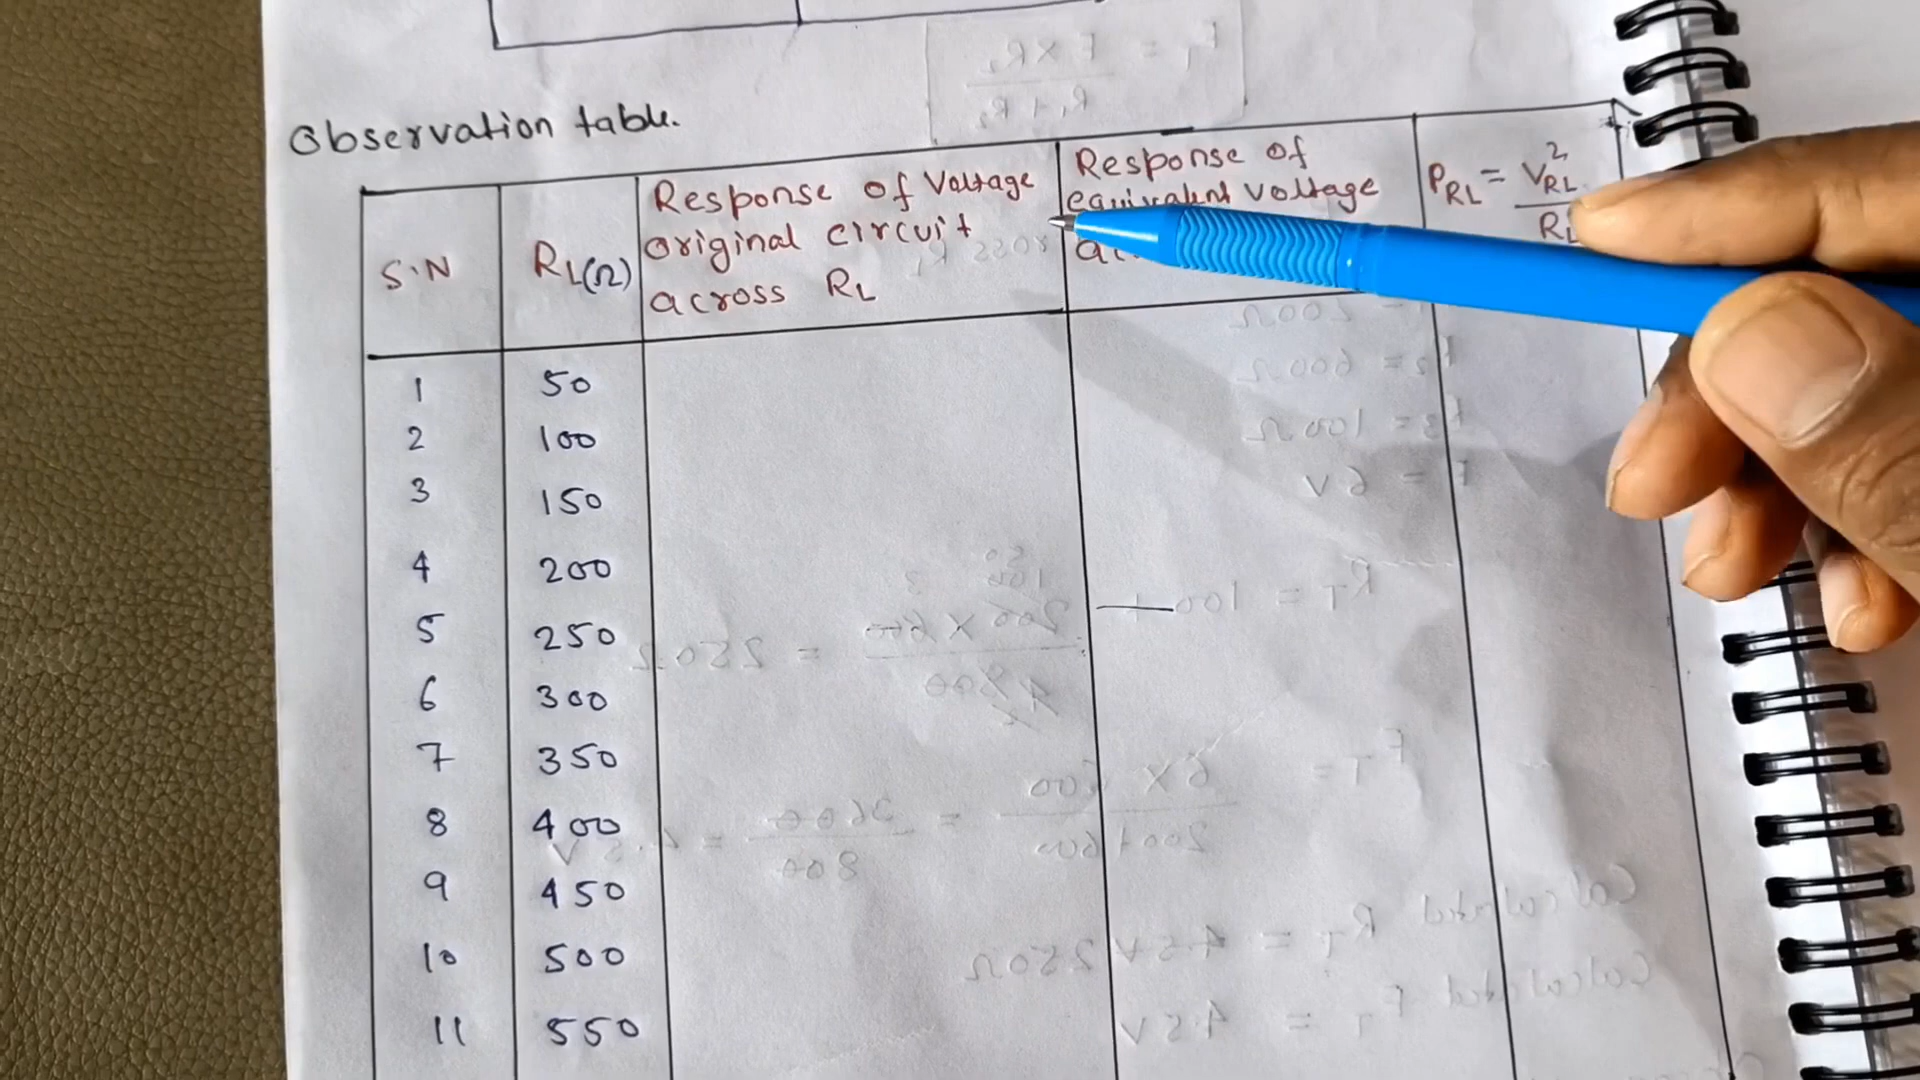 Observation table.
S.N
RL(Ω)
Response of Voltage
original circuit
across RL
Response of
equivalent voltage
PRL = V²RL
RL
1 50
2 100
3 150
4 200
5 250
6 300
7 350
8 400
9 450
10 500
11 550